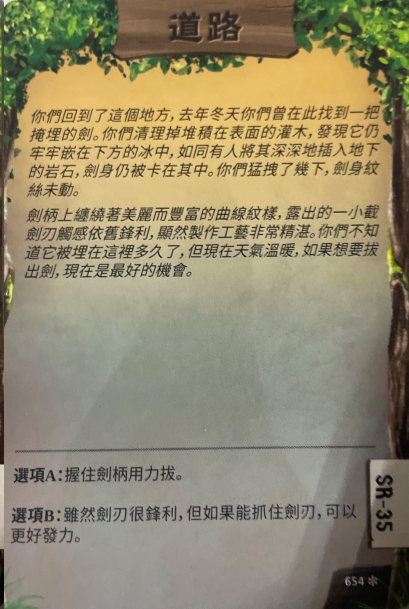 道路
你們回到了這個地方,去年冬天你們曾在此找到一把
掩埋的劍。你們清理掉堆積在表面的灌木,發現它仍
牢牢嵌在下方的冰中,如同有人將其深深地插入地下
的岩石,劍身仍被卡在其中。你們猛拽了幾下,劍身紋
絲未動。
劍柄上纏繞著美麗而豐富的曲線紋樣,露出的一小截
劍刃觸感依舊鋒利,顯然製作工藝非常精湛。你們不知
道它被埋在這裡多久了,但現在天氣溫暖,如果想要拔
出劍,現在是最好的機會。
選項A:握住劍柄用力拔。
選項B:雖然劍刃很鋒利,但如果能抓住劍刃,可以
更好發力。
SR-35
654